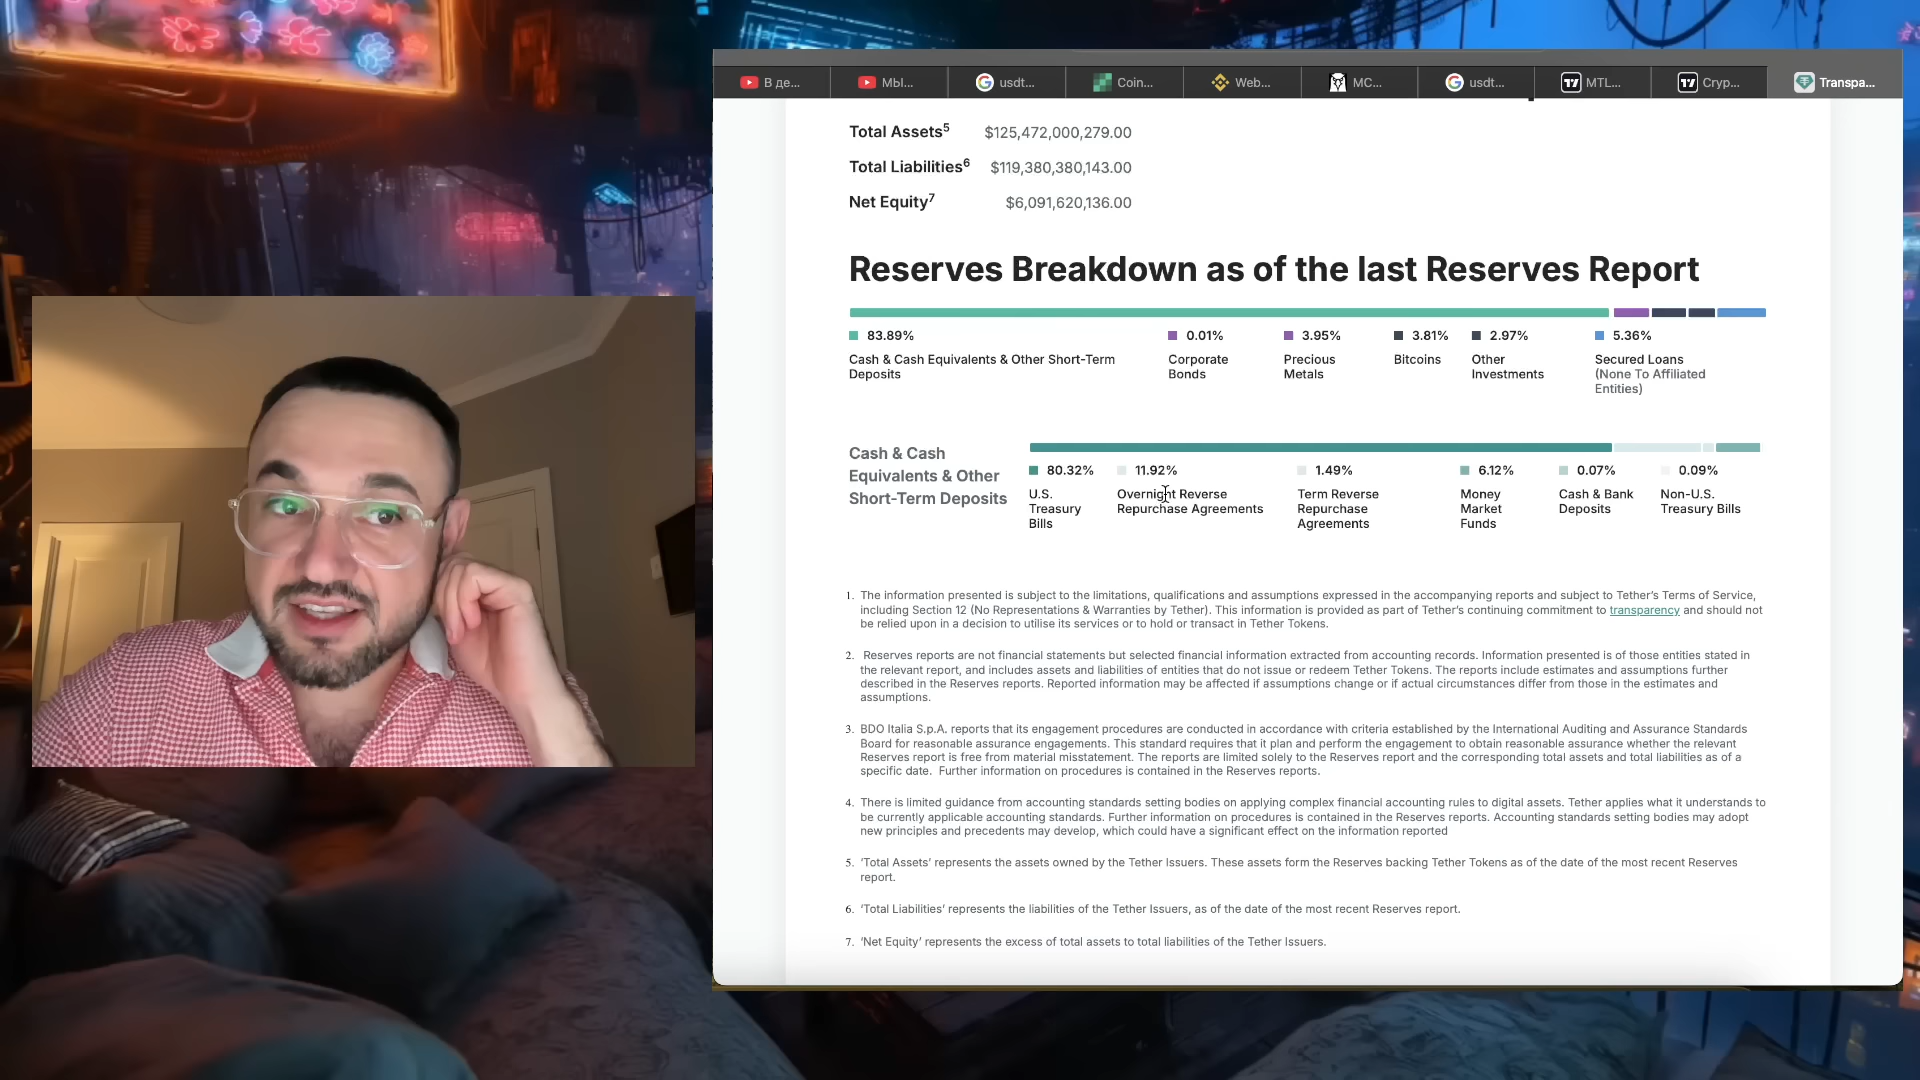 В де...
МЫ...
usdt...
Coin...
Web...
MC...
usdt...
MTL...
Cryp...
Transpa...
Total Assets5 $125,472,000,279.00
Total Liabilities6 $119,380,380,143.00
Net Equity7 $6,091,620,136.00
Reserves Breakdown as of the last Reserves Report
83.89%
Cash & Cash Equivalents & Other Short-Term
Deposits
0.01%
Corporate
Bonds
3.95%
Precious
Metals
3.81%
Bitcoins
2.97%
Other
Investments
5.36%
Secured Loans
(None To Affiliated
Entities)
Cash & Cash
Equivalents & Other
Short-Term Deposits
80.32%
U.S.
Treasury
Bills
11.92%
Overnight Reverse
Repurchase Agreements
1.49%
Term Reverse
Repurchase
Agreements
6.12%
Money
Market
Funds
0.07%
Cash & Bank
Deposits
0.09%
Non-U.S.
Treasury Bills
1. The information presented is subject to the limitations, qualifications and assumptions expressed in the accompanying reports and subject to Tether's Terms of Service,
including Section 12 (No Representations & Warranties by Tether). This information is provided as part of Tether's continuing commitment to transparency and should not
be relied upon in a decision to utilise its services or to hold or transact in Tether Tokens.
2. Reserves reports are not financial statements but selected financial information extracted from accounting records. Information presented is of those entities stated in
the relevant report, and includes assets and liabilities of entities that do not issue or redeem Tether Tokens. The reports include estimates and assumptions further
described in the Reserves reports. Reported information may be affected if assumptions change or if actual circumstances differ from those in the estimates and
assumptions.
3. BDO Italia S.p.A. reports that its engagement procedures are conducted in accordance with criteria established by the International Auditing and Assurance Standards
Board for reasonable assurance engagements. This standard requires that it plan and perform the engagement to obtain reasonable assurance whether the relevant
Reserves report is free from material misstatement. The reports are limited solely to the Reserves report and the corresponding total assets and total liabilities as of a
specific date. Further information on procedures is contained in the Reserves reports.
4. There is limited guidance from accounting standards setting bodies on applying complex financial accounting rules to digital assets. Tether applies what it understands to
be currently applicable accounting standards. Further information on procedures is contained in the Reserves reports. Accounting standards setting bodies may adopt
new principles and precedents may develop, which could have a significant effect on the information reported
5. 'Total Assets' represents the assets owned by the Tether Issuers. These assets form the Reserves backing Tether Tokens as of the date of the most recent Reserves
report.
6. 'Total Liabilities' represents the liabilities of the Tether Issuers, as of the date of the most recent Reserves report.
7. 'Net Equity' represents the excess of total assets to total liabilities of the Tether Issuers.